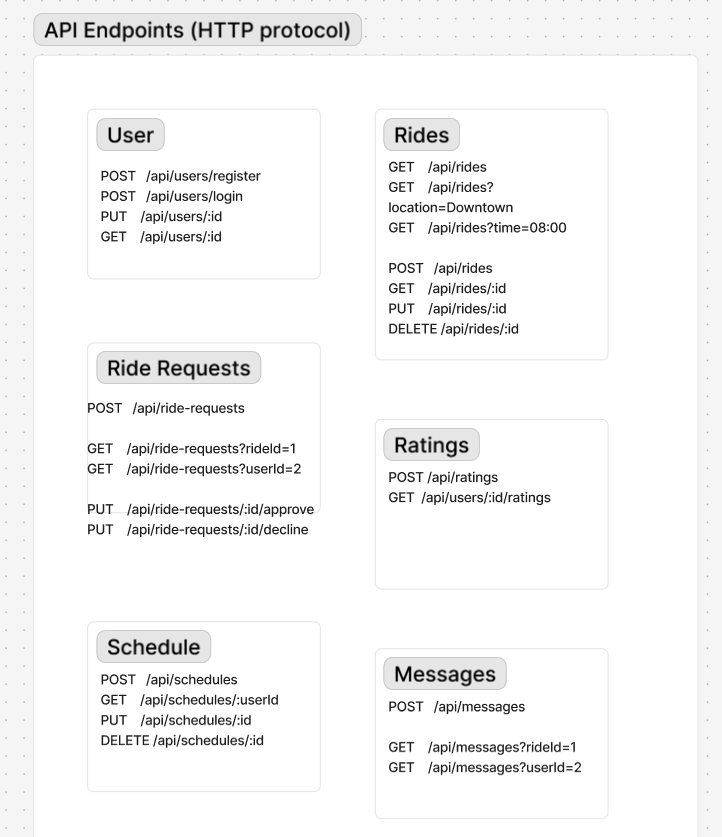 API Endpoints (HTTP protocol)
User
POST /api/users/register
POST /api/users/login
PUT /api/users/:id
GET /api/users/:id
Rides
GET /api/rides
GET /api/rides?
location=Downtown
GET /api/rides?time=08:00
POST /api/rides
GET /api/rides/:id
PUT /api/rides/:id
DELETE /api/rides/:id
Ride Requests
POST /api/ride-requests
GET /api/ride-requests?rideId=1
GET /api/ride-requests?userId=2
PUT /api/ride-requests/:id/approve
PUT /api/ride-requests/:id/decline
Ratings
POST /api/ratings
GET /api/users/:id/ratings
Schedule
POST /api/schedules
GET /api/schedules/:userId
PUT /api/schedules/:id
DELETE /api/schedules/:id
Messages
POST /api/messages
GET /api/messages?rideId=1
GET /api/messages?userId=2